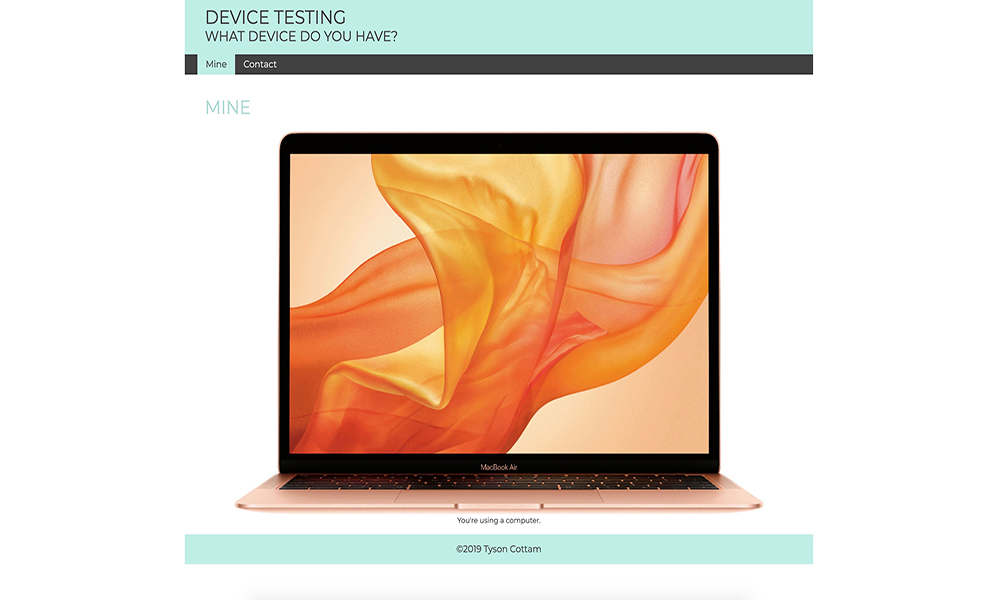 DEVICE TESTING
WHAT DEVICE DO YOU HAVE?
Mine Contact
MINE
MacBook Air
You're using a computer.
©2019 Tyson Cottam